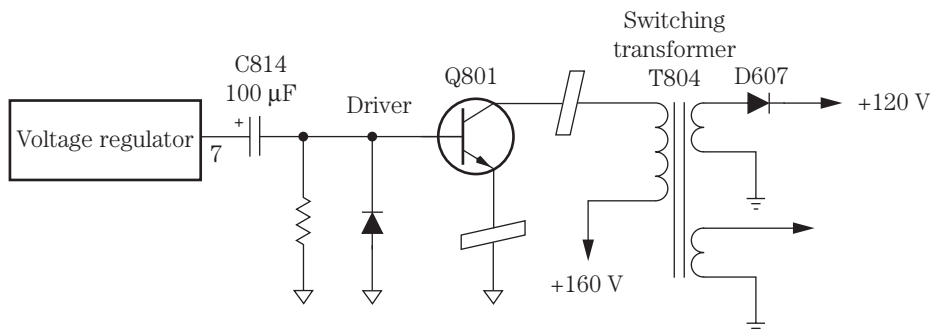 Switching
transformer
T804
D607
C814
100 µF
Q801
Driver
+120 V
+
Voltage regulator
7
+160 V